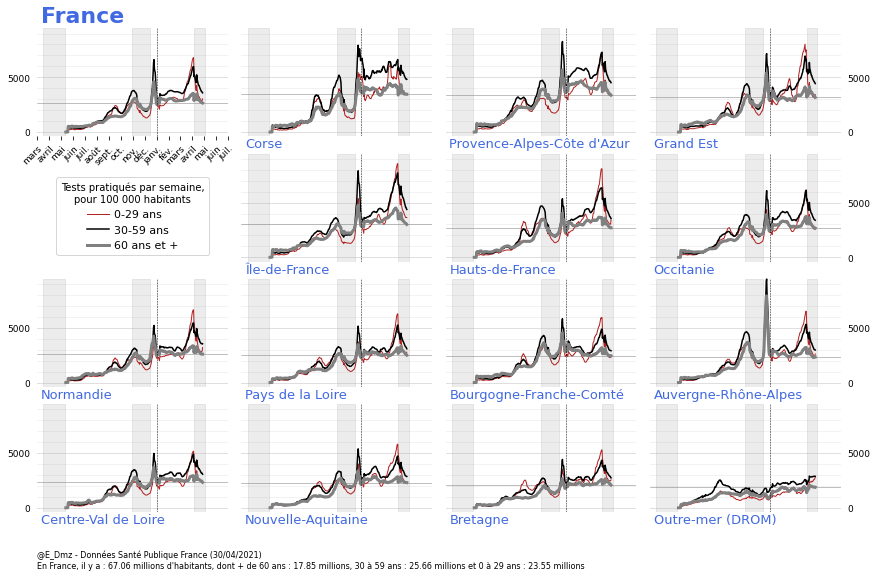 France
5000
0
5000
0
mars
avril
mai
juin
juil.
août
sept.
oct.
nov.
déc.
janv.
fév.
mars
avril
mai
juin
juil.
Corse
Provence-Alpes-Côte d'Azur
Grand Est
Tests pratiqués par semaine,
pour 100 000 habitants
0-29 ans
30-59 ans
60 ans et +
5000
0
Île-de-France
Hauts-de-France
Occitanie
5000
0
5000
0
Normandie
Pays de la Loire
Bourgogne-Franche-Comté
Auvergne-Rhône-Alpes
5000
0
5000
0
Centre-Val de Loire
Nouvelle-Aquitaine
Bretagne
Outre-mer (DROM)
@E_Dmz - Données Santé Publique France (30/04/2021)
En France, il y a : 67.06 millions d'habitants, dont + de 60 ans : 17.85 millions, 30 à 59 ans : 25.66 millions et 0 à 29 ans : 23.55 millions